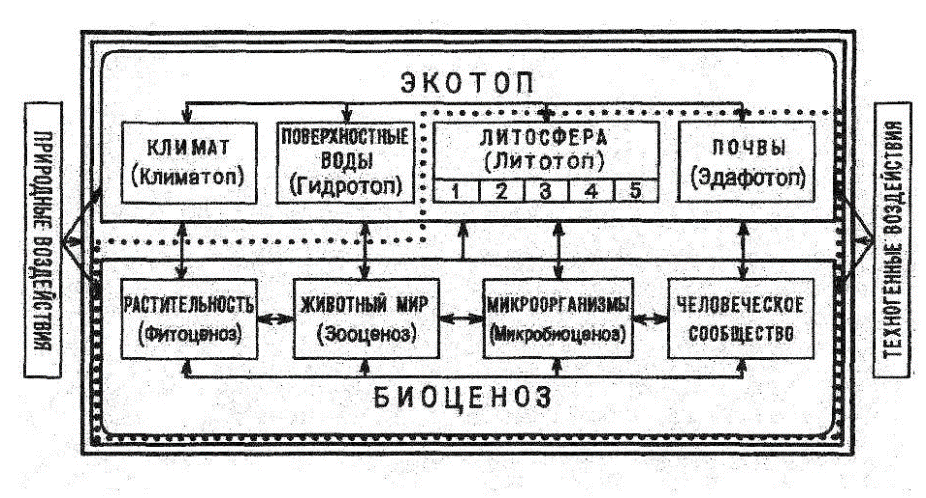 ЭКОТОП
КЛИМАТ
(Климатоп)
ПОВЕРХНОСТНЫЕ
ВОДЫ
(Гидротоп)
ЛИТОСФЕРА
(Литотоп)
1 2 3 4 5
ПОЧВЫ
(Эдафотоп)
ПРИРОДНЫЕ ВОЗДЕЙСТВИЯ
ТЕХНОГЕННЫЕ ВОЗДЕЙСТВИЯ
РАСТИТЕЛЬНОСТЬ
(Фитоценоз)
ЖИВОТНЫЙ МИР
(Зооценоз)
МИКРООРГАНИЗМЫ
(Микробиоценоз)
ЧЕЛОВЕЧЕСКОЕ
СООБЩЕСТВО
БИОЦЕНОЗ